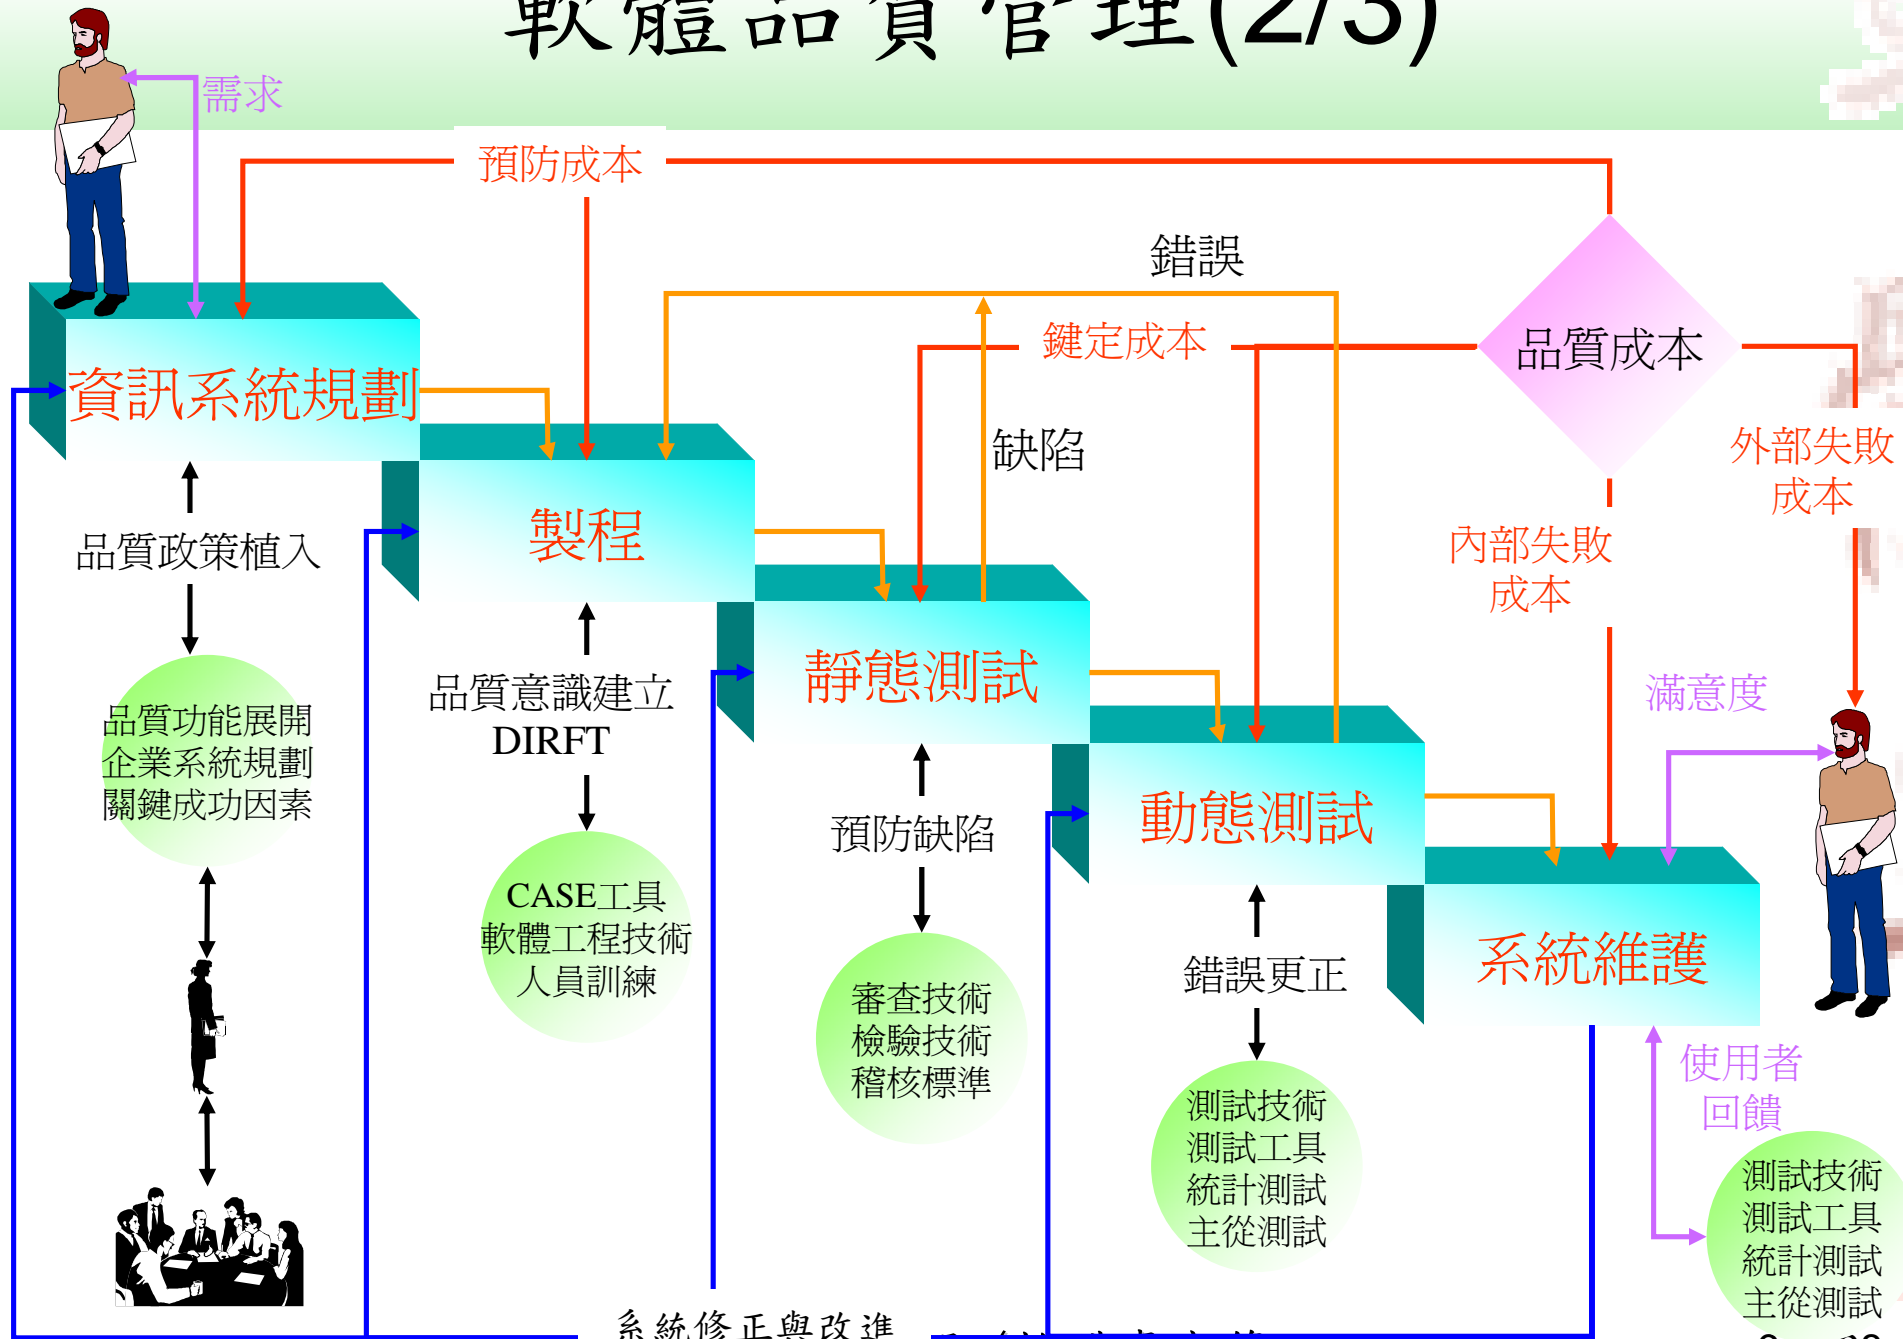 軟體品質管理(2/3)
需求
預防成本
錯誤
鍵定成本
品質成本
資訊系統規劃
缺陷
外部失敗
成本
製程
品質政策植入
內部失敗
成本
靜態測試
品質意識建立
DIRFT
滿意度
品質功能展開
企業系統規劃
關鍵成功因素
動態測試
預防缺陷
CASE工具
軟體工程技術
人員訓練
系統維護
錯誤更正
審查技術
檢驗技術
稽核標準
使用者
回饋
測試技術
測試工具
統計測試
主從測試
測試技術
測試工具
統計測試
主從測試
系統修正與改進